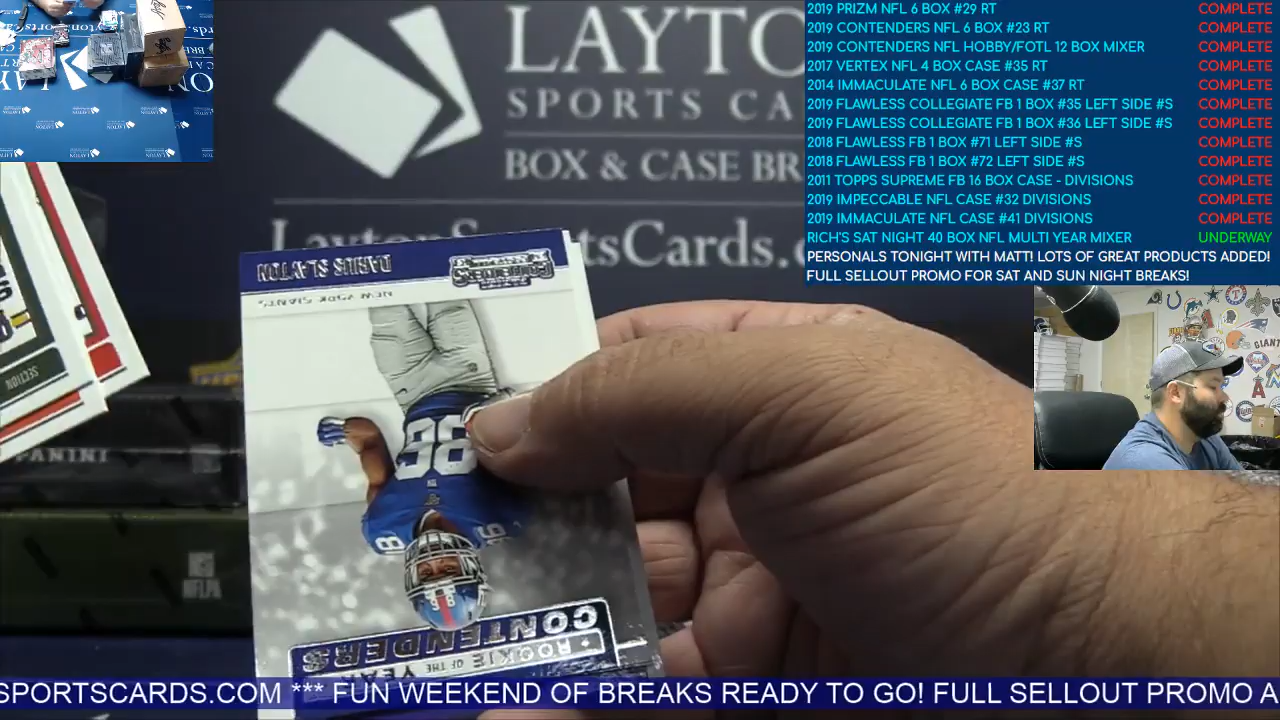 2019 PRIZM NFL 6 BOX #29 RT COMPLETE
2019 CONTENDERS NFL 6 BOX #23 RT COMPLETE
2019 CONTENDERS NFL HOBBY/FOTL 12 BOX MIXER COMPLETE
2017 VERTEX NFL 4 BOX CASE #35 RT COMPLETE
2014 IMMACULATE NFL 6 BOX CASE #37 RT COMPLETE
2019 FLAWLESS COLLEGIATE FB 1 BOX #35 LEFT SIDE #S COMPLETE
2019 FLAWLESS COLLEGIATE FB 1 BOX #36 LEFT SIDE #S COMPLETE
2018 FLAWLESS FB 1 BOX #71 LEFT SIDE #S COMPLETE
2018 FLAWLESS FB 1 BOX #72 LEFT SIDE #S COMPLETE
2011 TOPPS SUPREME FB 16 BOX CASE - DIVISIONS COMPLETE
2019 IMPECCABLE NFL CASE #32 DIVISIONS COMPLETE
2019 IMMACULATE NFL CASE #41 DIVISIONS COMPLETE
RICH'S SAT NIGHT 40 BOX NFL MULTI YEAR MIXER UNDERWAY
PERSONALS TONIGHT WITH MATT! LOTS OF GREAT PRODUCTS ADDED!
FULL SELLOUT PROMO FOR SAT AND SUN NIGHT BREAKS!
LAYTO
SPORTS CA
BOX & CASE BR
LaytonSportsCards.c
DARIUS SLAYTON
CONTENDERS
NEW YORK GIANTS
86
86
ROOKIE OF THE YEAR
CONTENDERS
SECTION
PANINI
NFLPA
GIANTS
SPORTSCARDS.COM *** FUN WEEKEND OF BREAKS READY TO GO! FULL SELLOUT PROMO A